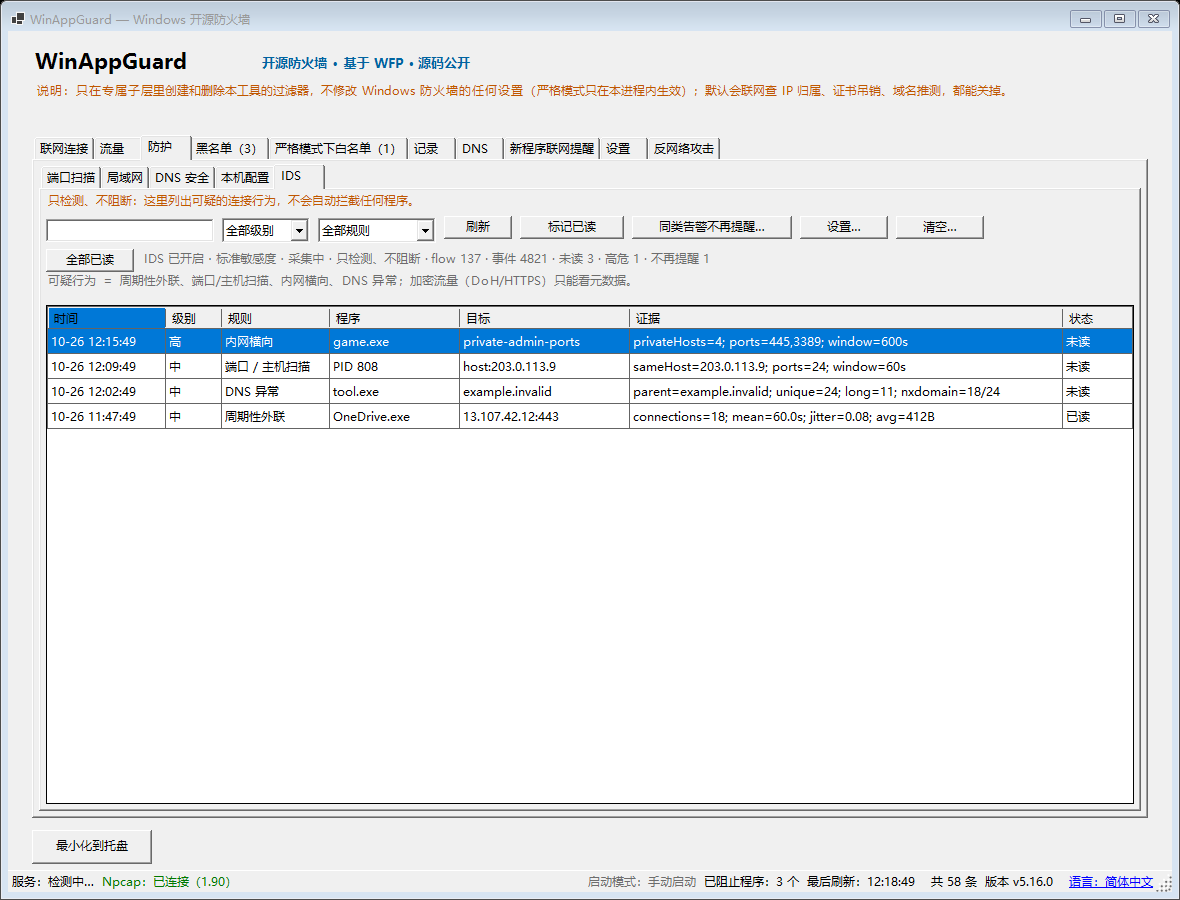 WinAppGuard — Windows 开源防火墙
WinAppGuard 开源防火墙 • 基于 WFP • 源码公开
说明：只在专属子层里创建和删除本工具的过滤器，不修改 Windows 防火墙的任何设置（严格模式只在本进程内生效）；默认会联网查 IP 归属、证书吊销、域名推测，都能关掉。
联网连接 流量 防护 黑名单（3） 严格模式下白名单（1） 记录 DNS 新程序联网提醒 设置 反网络攻击
端口扫描 局域网 DNS 安全 本机配置 IDS
只检测、不阻断：这里列出可疑的连接行为，不会自动拦截任何程序。
全部级别 全部规则 刷新 标记已读 同类告警不再提醒... 设置... 清空...
全部已读 IDS 已开启 · 标准敏感度 · 采集中 · 只检测、不阻断 · flow 137 · 事件 4821 · 未读 3 · 高危 1 · 不再提醒 1
可疑行为 = 周期性外联、端口/主机扫描、内网横向、DNS 异常；加密流量（DoH/HTTPS）只能看元数据。
时间 级别 规则 程序 目标 证据 状态
10-26 12:15:49 高 内网横向 game.exe private-admin-ports privateHosts=4; ports=445,3389; window=600s 未读
10-26 12:09:49 中 端口 / 主机扫描 PID 808 host:203.0.113.9 sameHost=203.0.113.9; ports=24; window=60s 未读
10-26 12:02:49 中 DNS 异常 tool.exe example.invalid parent=example.invalid; unique=24; long=11; nxdomain=18/24 未读
10-26 11:47:49 中 周期性外联 OneDrive.exe 13.107.42.12:443 connections=18; mean=60.0s; jitter=0.08; avg=412B 已读
最小化到托盘
服务：检测中... Npcap：已连接（1.90） 启动模式：手动启动 已阻止程序：3 个 最后刷新：12:18:49 共 58 条 版本 v5.16.0 语言：简体中文